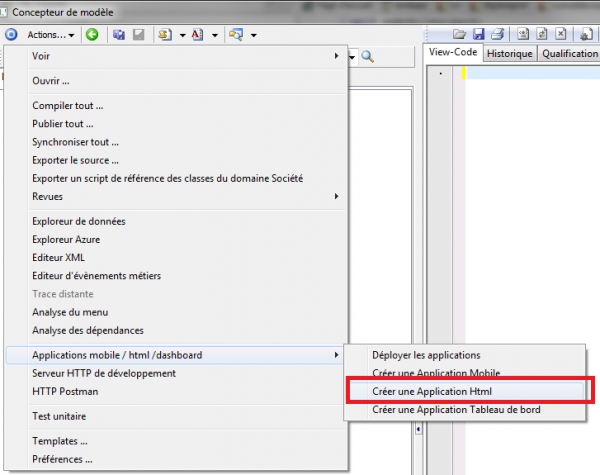 Concepteur de modèle
Actions...
View-Code
Historique
Qualification
Voir
Ouvrir ...
Compiler tout ...
Publier tout ...
Synchroniser tout ...
Exporter le source ...
Exporter un script de référence des classes du domaine Société
Revues
Exploreur de données
Exploreur Azure
Editeur XML
Editeur d'évènements métiers
Trace distante
Analyse du menu
Analyse des dépendances
Applications mobile / html /dashboard
Serveur HTTP de développement
HTTP Postman
Test unitaire
Templates ...
Préférences ...
Déployer les applications
Créer une Application Mobile
Créer une Application Html
Créer une Application Tableau de bord